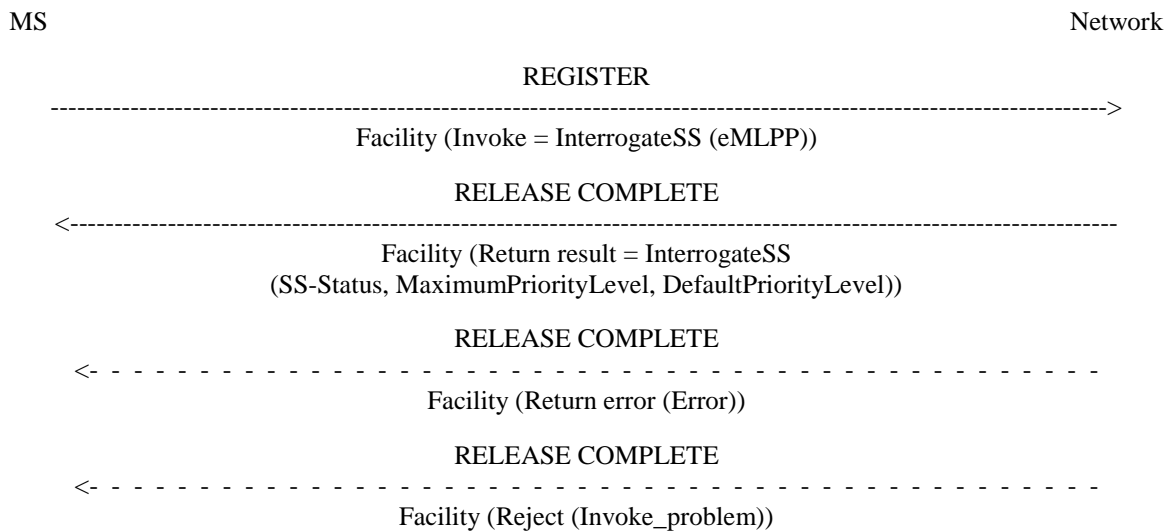 MS Network
REGISTER
Facility (Invoke = InterrogateSS (eMLPP))
RELEASE COMPLETE
Facility (Return result = InterrogateSS
(SS-Status, MaximumPriorityLevel, DefaultPriorityLevel))
RELEASE COMPLETE
Facility (Return error (Error))
RELEASE COMPLETE
Facility (Reject (Invoke_problem))